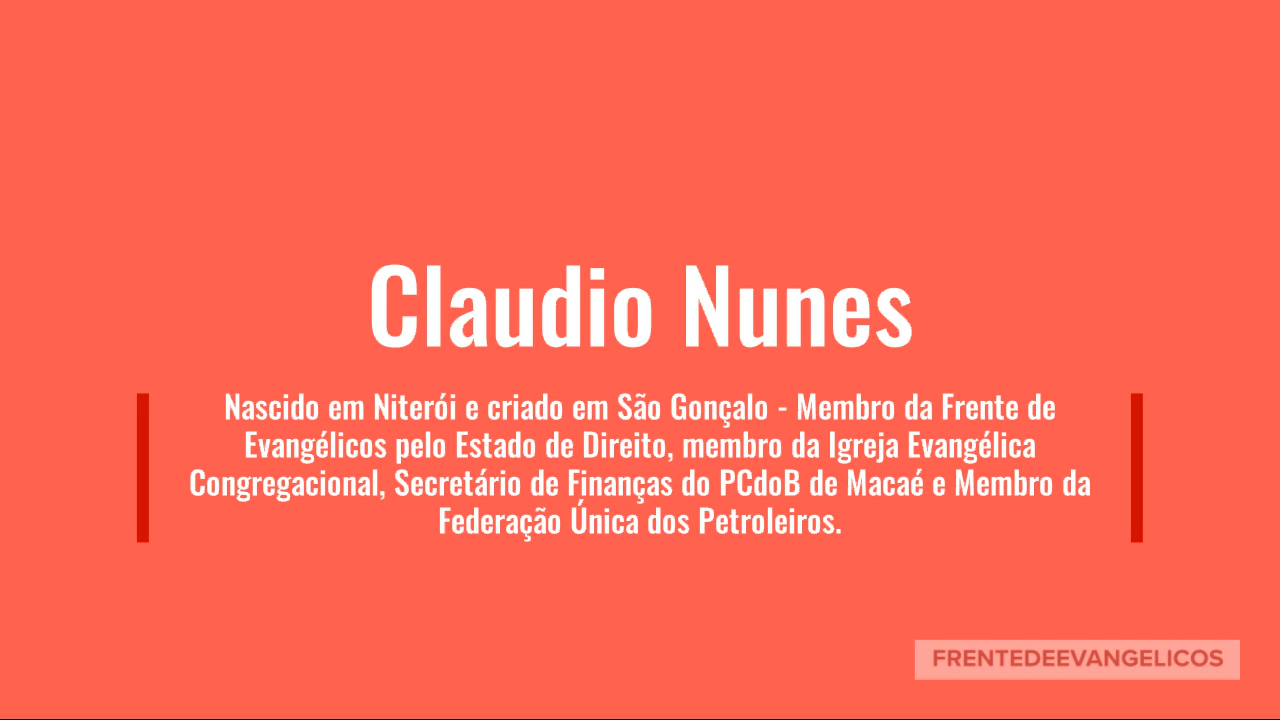 Claudio Nunes
Nascido em Niterói e criado em São Gonçalo - Membro da Frente de
Evangélicos pelo Estado de Direito, membro da Igreja Evangélica
Congregacional, Secretário de Finanças do PCdoB de Macaé e Membro da
Federação Única dos Petroleiros.
FRENTEDEEVANGELICOS